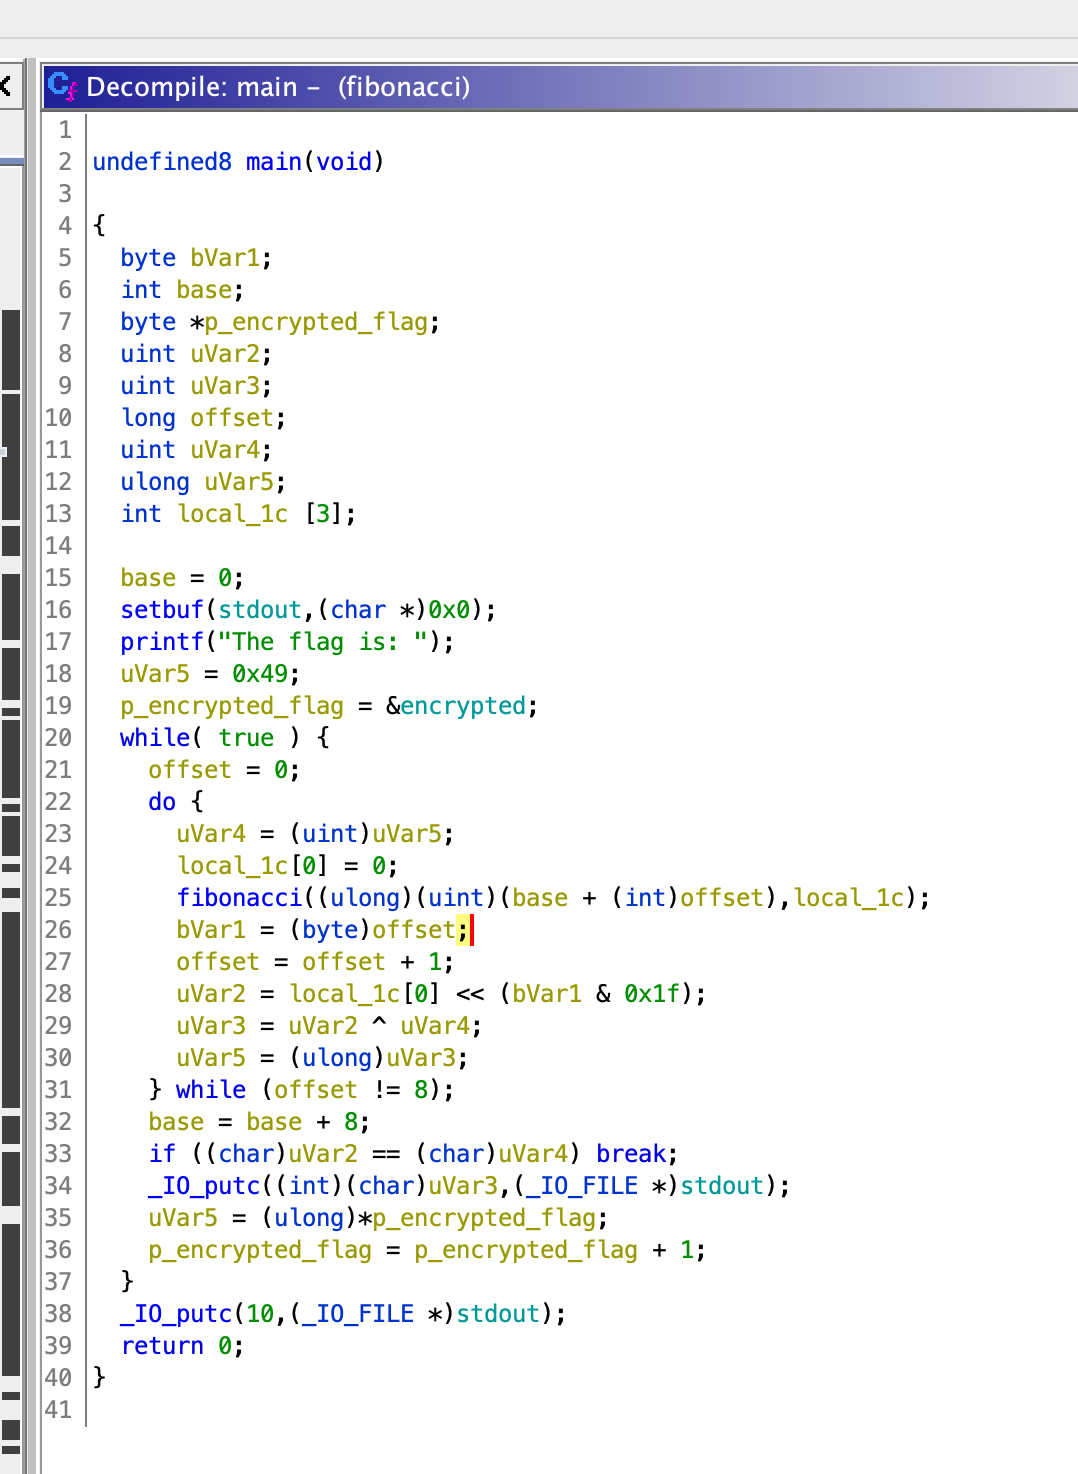 Decompile: main – (fibonacci)
1
2 undefined8 main(void)
3
4 {
5   byte bVar1;
6   int base;
7   byte *p_encrypted_flag;
8   uint uVar2;
9   uint uVar3;
10   long offset;
11   uint uVar4;
12   ulong uVar5;
13   int local_1c [3];
14
15   base = 0;
16   setbuf(stdout,(char *)0x0);
17   printf("The flag is: ");
18   uVar5 = 0x49;
19   p_encrypted_flag = &encrypted;
20   while( true ) {
21     offset = 0;
22     do {
23       uVar4 = (uint)uVar5;
24       local_1c[0] = 0;
25       fibonacci((ulong)(uint)(base + (int)offset),local_1c);
26       bVar1 = (byte)offset;
27       offset = offset + 1;
28       uVar2 = local_1c[0] << (bVar1 & 0x1f);
29       uVar3 = uVar2 ^ uVar4;
30       uVar5 = (ulong)uVar3;
31     } while (offset != 8);
32     base = base + 8;
33     if ((char)uVar2 == (char)uVar4) break;
34     _IO_putc((int)(char)uVar3,(_IO_FILE *)stdout);
35     uVar5 = (ulong)*p_encrypted_flag;
36     p_encrypted_flag = p_encrypted_flag + 1;
37   }
38   _IO_putc(10,(_IO_FILE *)stdout);
39   return 0;
40 }
41